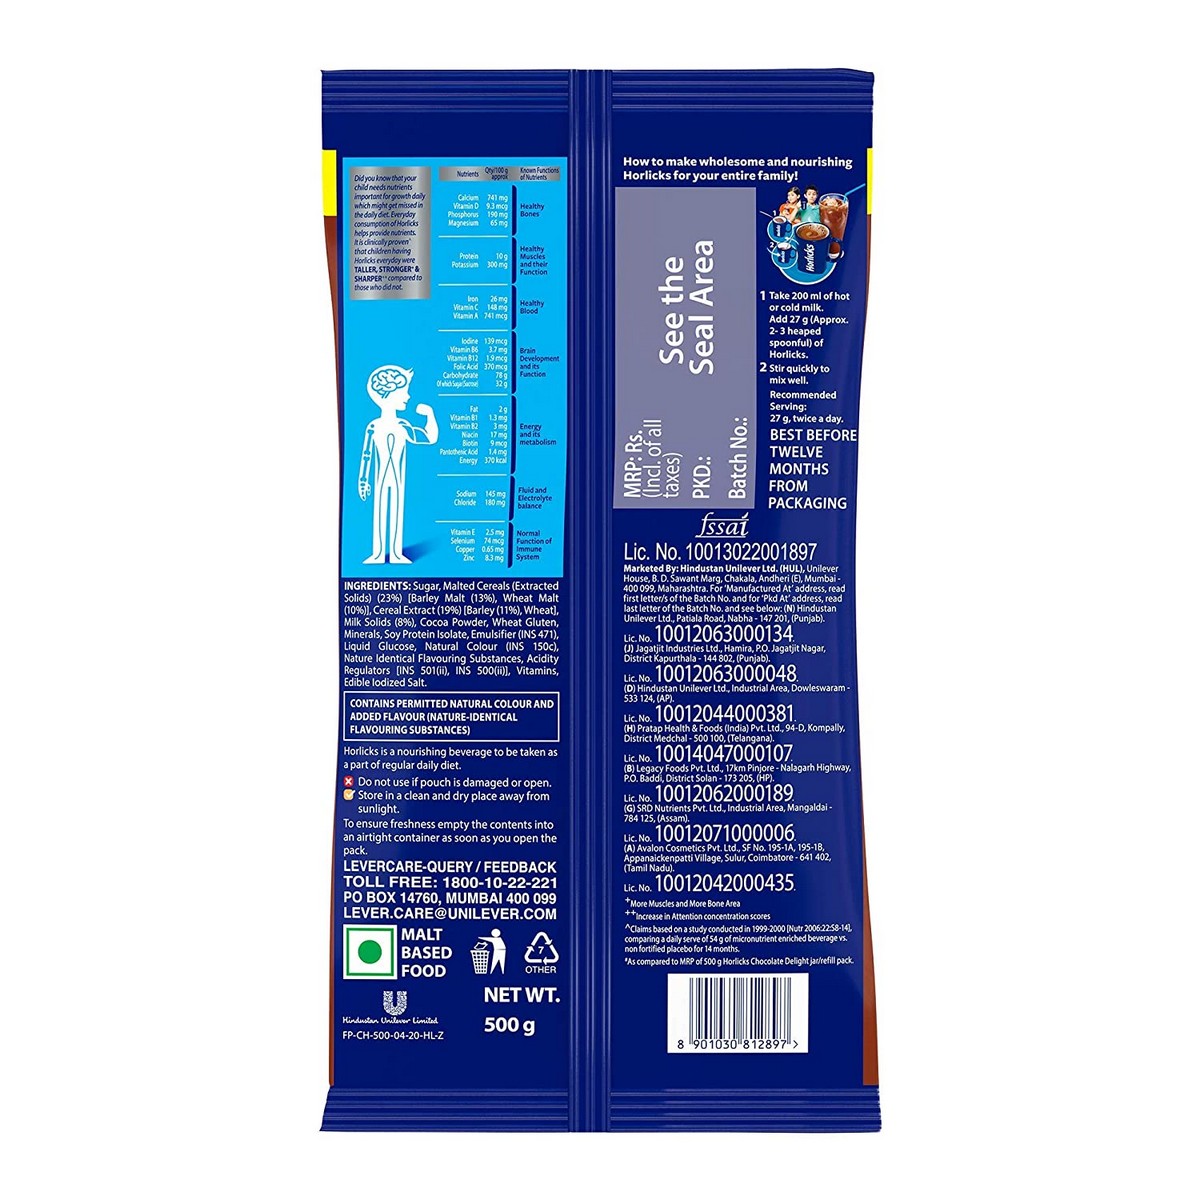 Did you know that your
child needs nutrients
important for growth daily
which might get missed in
the daily diet. Everyday
consumption of Horlicks
helps provide nutrients.
It is clinically proven^
that children having
Horlicks everyday were
TALLER, STRONGER+ &
SHARPER++ compared to
those who did not.
Nutrients Qty/100 g approx Known Functions of Nutrients
Calcium 741 mg
Vitamin D 9.3 mcg
Phosphorus 190 mg
Magnesium 65 mg
Healthy
Bones
Protein 10 g
Potassium 300 mg
Healthy
Muscles
and their
Function
Iron 26 mg
Vitamin C 148 mg
Vitamin A 741 mcg
Healthy
Blood
Iodine 139 mcg
Vitamin B6 3.7 mg
Vitamin B12 1.9 mcg
Folic Acid 370 mcg
Carbohydrate 78 g
Of which Sugar (Sucrose) 32 g
Brain
Development
and its
Function
Fat 2 g
Vitamin B1 1.3 mg
Vitamin B2 3 mg
Niacin 17 mg
Biotin 9 mcg
Pantothenic Acid 1.4 mg
Energy 370 kcal
Energy
and its
metabolism
Sodium 145 mg
Chloride 180 mg
Fluid and
Electrolyte
balance
Vitamin E 2.5 mg
Selenium 74 mcg
Copper 0.65 mg
Zinc 8.3 mg
Normal
Function of
Immune
System
INGREDIENTS: Sugar, Malted Cereals (Extracted
Solids) (23%) [Barley Malt (13%), Wheat Malt
(10%)], Cereal Extract (19%) [Barley (11%), Wheat],
Milk Solids (8%), Cocoa Powder, Wheat Gluten,
Minerals, Soy Protein Isolate, Emulsifier (INS 471),
Liquid Glucose, Natural Colour (INS 150c),
Nature Identical Flavouring Substances, Acidity
Regulators [INS 501(ii), INS 500(ii)], Vitamins,
Edible Iodized Salt.
CONTAINS PERMITTED NATURAL COLOUR AND
ADDED FLAVOUR (NATURE-IDENTICAL
FLAVOURING SUBSTANCES)
Horlicks is a nourishing beverage to be taken as
a part of regular daily diet.
Do not use if pouch is damaged or open.
Store in a clean and dry place away from
sunlight.
To ensure freshness empty the contents into
an airtight container as soon as you open the
pack.
LEVERCARE-QUERY / FEEDBACK
TOLL FREE: 1800-10-22-221
PO BOX 14760, MUMBAI 400 099
LEVER.CARE@UNILEVER.COM
MALT
BASED
FOOD
7
OTHER
Hindustan Unilever Limited
FP-CH-500-04-20-HL-Z
NET WT.
500 g
How to make wholesome and nourishing
Horlicks for your entire family!
See the
Seal Area
MRP: Rs.
(Incl. of all
taxes)
PKD.:
Batch No.:
1
2
Horlicks
1 Take 200 ml of hot
or cold milk.
Add 27 g (Approx.
2- 3 heaped
spoonful) of
Horlicks.
2 Stir quickly to
mix well.
Recommended
Serving:
27 g, twice a day.
BEST BEFORE
TWELVE
MONTHS
FROM
PACKAGING
fssai
Lic. No. 10013022001897
Marketed By: Hindustan Unilever Ltd. (HUL), Unilever
House, B. D. Sawant Marg, Chakala, Andheri (E), Mumbai -
400 099, Maharashtra. For 'Manufactured At' address, read
first letter/s of the Batch No. and for 'Pkd At' address, read
last letter of the Batch No. and see below: (N) Hindustan
Unilever Ltd., Patiala Road, Nabha - 147 201, (Punjab).
Lic. No. 10012063000134.
(J) Jagatjit Industries Ltd., Hamira, P.O. Jagatjit Nagar,
District Kapurthala - 144 802, (Punjab).
Lic. No. 10012063000048.
(D) Hindustan Unilever Ltd., Industrial Area, Dowleswaram -
533 124, (AP).
Lic. No. 10012044000381.
(H) Pratap Health & Foods (India) Pvt. Ltd., 94-D, Kompally,
District Medchal - 500 100, (Telangana).
Lic. No. 10014047000107.
(B) Legacy Foods Pvt. Ltd., 17km Pinjore - Nalagarh Highway,
P.O. Baddi, District Solan - 173 205, (HP).
Lic. No. 10012062000189.
(G) SRD Nutrients Pvt. Ltd., Industrial Area, Mangaldai -
784 125, (Assam).
Lic. No. 10012071000006.
(A) Avalon Cosmetics Pvt. Ltd., SF No. 195-1A, 195-1B,
Appanaickenpatti Village, Sulur, Coimbatore - 641 402,
(Tamil Nadu).
Lic. No. 10012042000435.
+More Muscles and More Bone Area
++Increase in Attention concentration scores
^Claims based on a study conducted in 1999-2000 [Nutr 2006:22:S8-14],
comparing a daily serve of 54 g of micronutrient enriched beverage vs.
non fortified placebo for 14 months.
#As compared to MRP of 500 g Horlicks Chocolate Delight jar/refill pack.
8 901030 812897 >